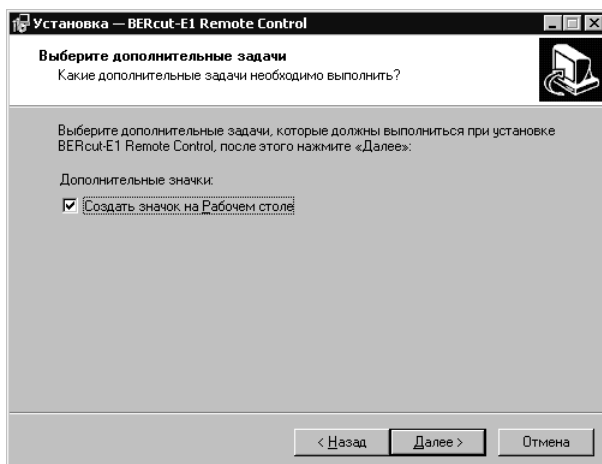 Установка — BERcut-E1 Remote Control
Выберите дополнительные задачи
Какие дополнительные задачи необходимо выполнить?
Выберите дополнительные задачи, которые должны выполниться при установке
BERcut-E1 Remote Control, после этого нажмите «Далее»:
Дополнительные значки:
Создать значок на Рабочем столе
< Назад
Далее >
Отмена